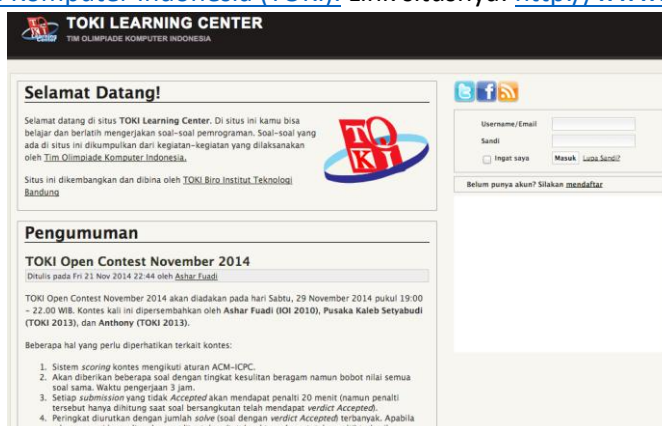 Komputer Indonesia (TOKI).
TOKI LEARNING CENTER
TIM OLIMPIADE KOMPUTER INDONESIA
Selamat Datang!
Selamat datang di situs TOKI Learning Center. Di situs ini kamu bisa
belajar dan berlatih mengerjakan soal-soal pemrograman. Soal-soal yang
ada di situs ini dikumpulkan dari kegiatan-kegiatan yang dilaksanakan
oleh Tim Olimpiade Komputer Indonesia.
Situs ini dikembangkan dan dibina oleh TOKI Biro Institut Teknologi
Bandung
TOKI
Username/Email
Sandi
Ingat saya Masuk Lupa Sandi?
Belum punya akun? Silakan mendaftar
Pengumuman
TOKI Open Contest November 2014
Ditulis pada Fri 21 Nov 2014 22:44 oleh Ashar Fuadi
TOKI Open Contest November 2014 akan diadakan pada hari Sabtu, 29 November 2014 pukul 19:00
- 22.00 WIB. Kontes kali ini dipersembahkan oleh Ashar Fuadi (IOI 2010), Pusaka Kaleb Setyabudi
(TOKI 2013), dan Anthony (TOKI 2013).
Beberapa hal yang perlu diperhatikan terkait kontes:
1. Sistem scoring kontes mengikuti aturan ACM-ICPC.
2. Akan diberikan beberapa soal dengan tingkat kesulitan beragam namun bobot nilai semua
soal sama. Waktu pengerjaan 3 jam.
3. Setiap submission yang tidak Accepted akan mendapat penalti 20 menit (namun penalti
tersebut hanya dihitung saat soal bersangkutan telah mendapat verdict Accepted).
4. Peringkat diurutkan dengan jumlah solve (soal dengan verdict Accepted) terbanyak. Apabila